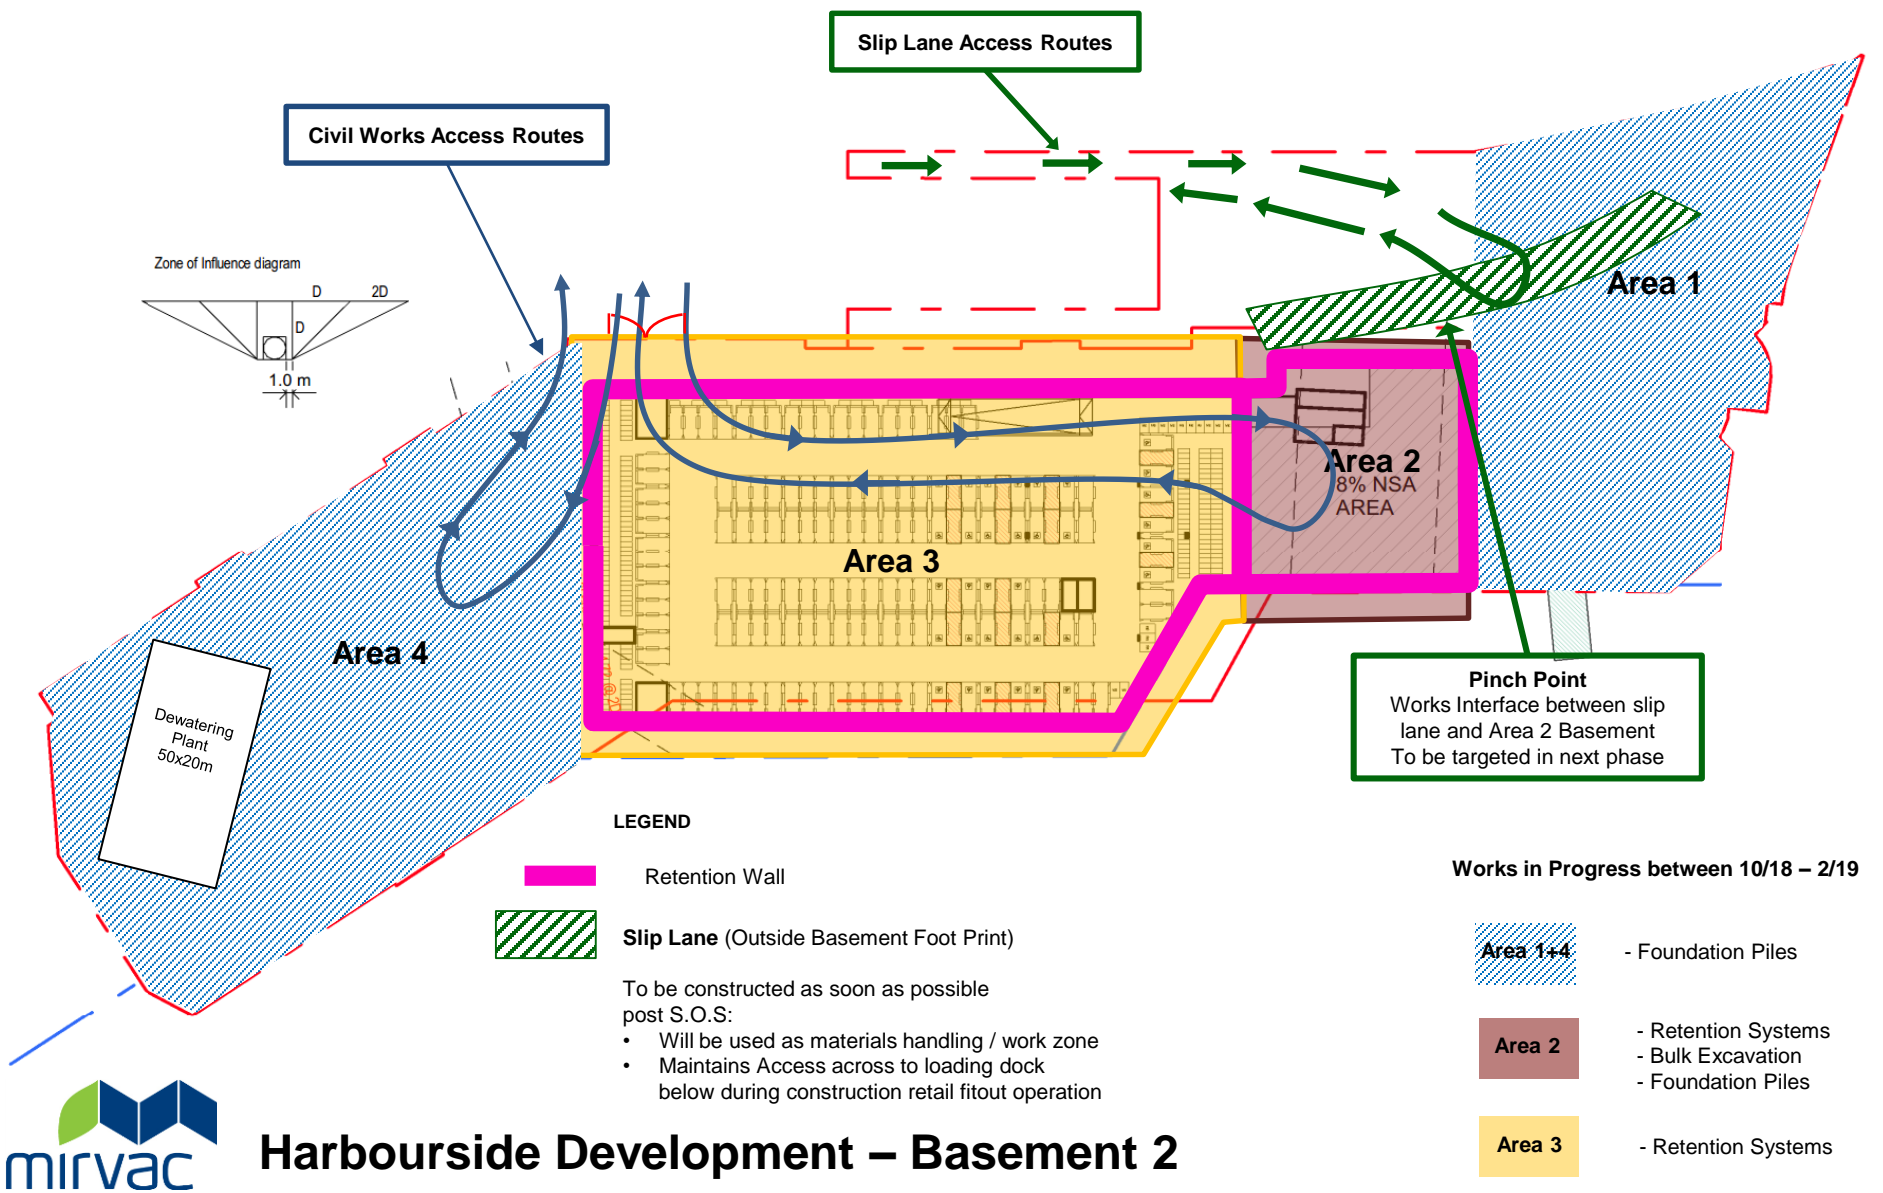 Slip Lane Access Routes
Civil Works Access Routes
Zone of Influence diagram
D
2D
D
1.0 m
Area 1
Area 2
8% NSA
AREA
Area 3
Area 4
Dewatering
Plant
50x20m
Pinch Point
Works Interface between slip
lane and Area 2 Basement
To be targeted in next phase
LEGEND
Retention Wall
Slip Lane (Outside Basement Foot Print)
To be constructed as soon as possible
post S.O.S:
• Will be used as materials handling / work zone
• Maintains Access across to loading dock
below during construction retail fitout operation
Works in Progress between 10/18 – 2/19
Area 1+4
- Foundation Piles
Area 2
- Retention Systems
- Bulk Excavation
- Foundation Piles
Area 3
- Retention Systems
mirvac
Harbourside Development – Basement 2